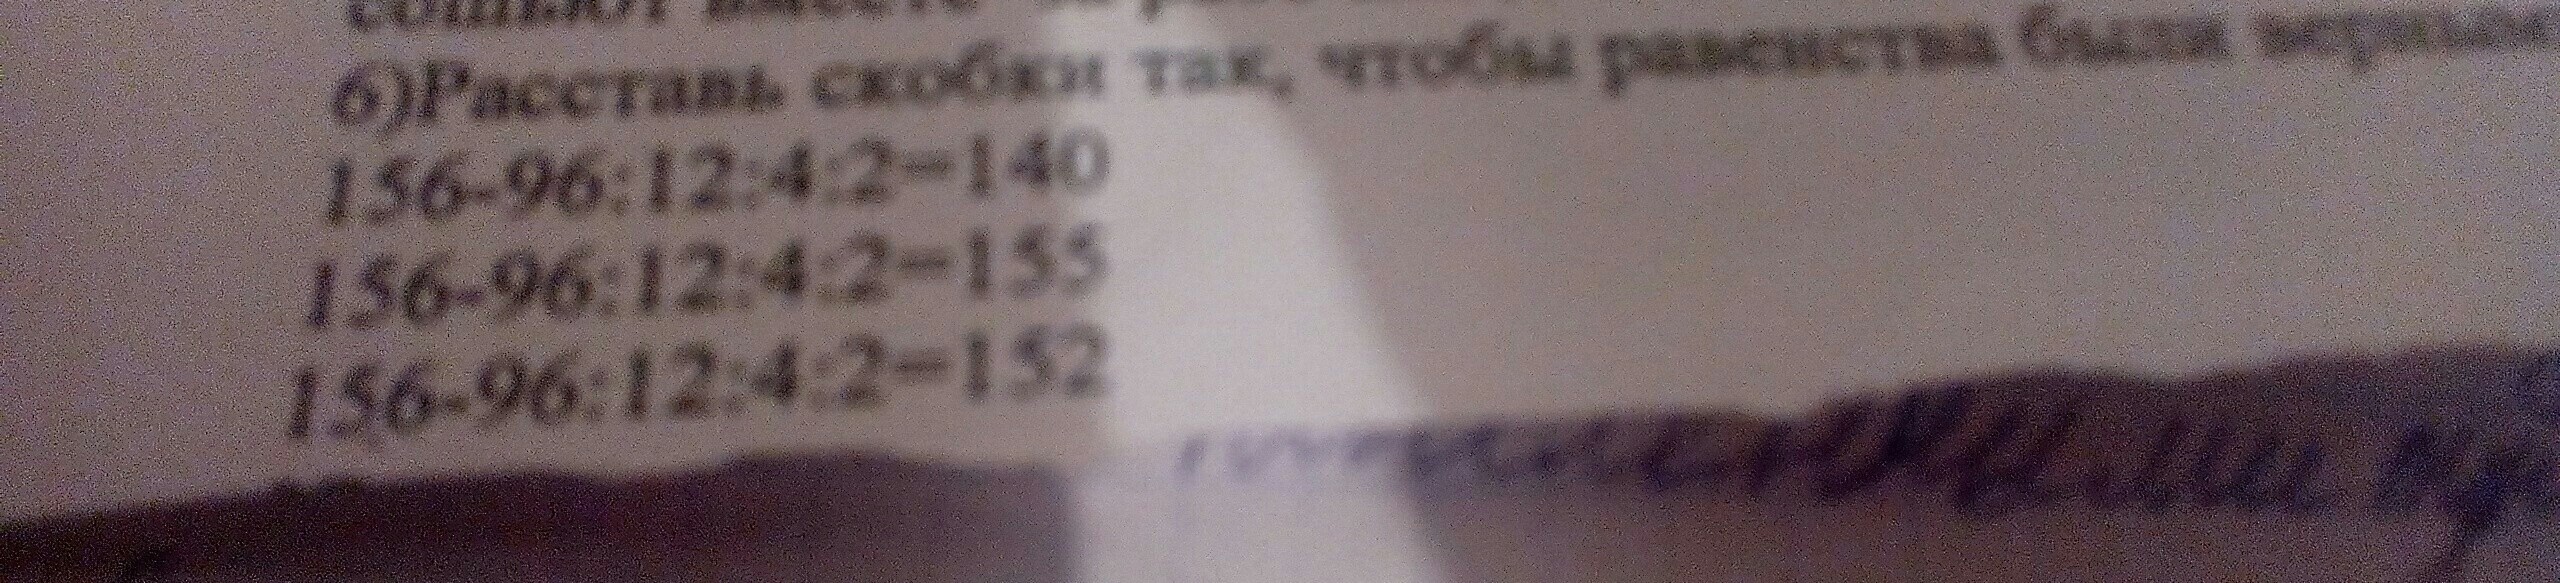 б)Расставь скобки так, чтобы равенства были верными
156-96:12:4:2=140
156-96:12:4:2=155
156-96:12:4:2=152